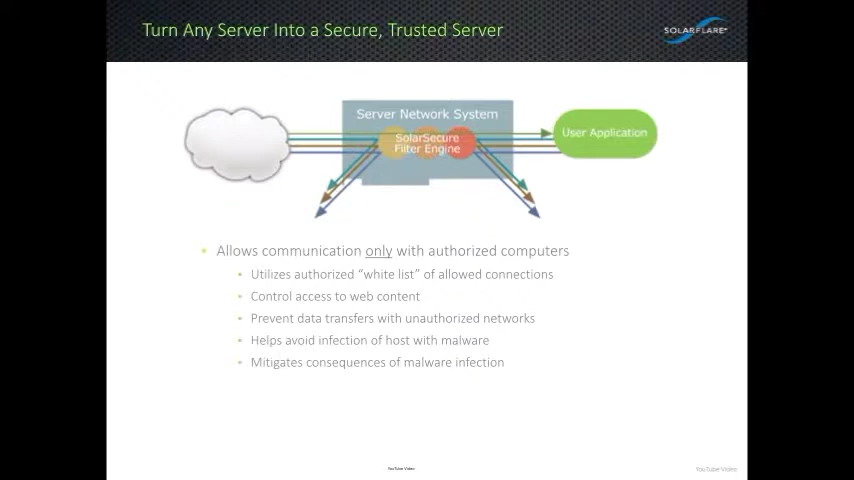 Turn Any Server Into a Secure, Trusted Server
SOLARFLARE
Server Network System
SolarSecure
Filter Engine
User Application
Allows communication only with authorized computers
Utilizes authorized “white list” of allowed connections
Control access to web content
Prevent data transfers with unauthorized networks
Helps avoid infection of host with malware
Mitigates consequences of malware infection
YouTube Video
YouTube Video